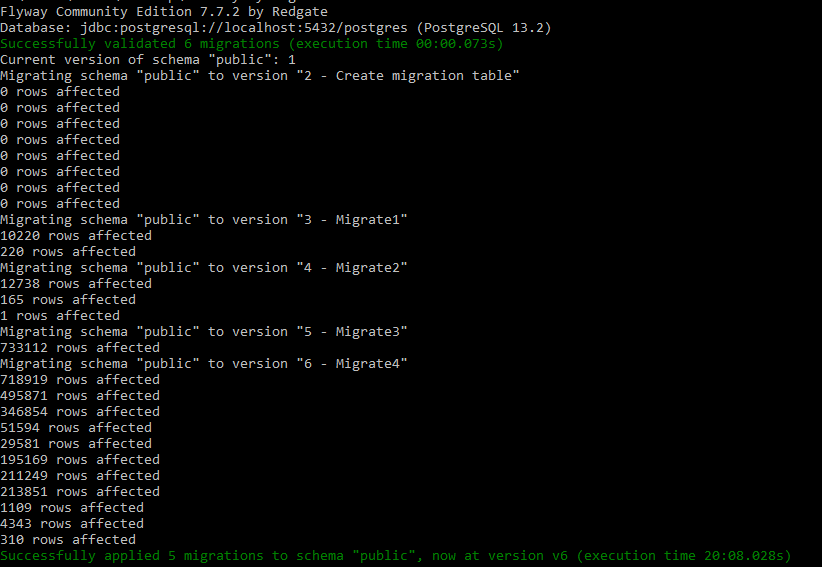 Flyway Community Edition 7.7.2 by Redgate
Database: jdbc:postgresql://localhost:5432/postgres (PostgreSQL 13.2)
Successfully validated 6 migrations (execution time 00:00.073s)
Current version of schema "public": 1
Migrating schema "public" to version "2 - Create migration table"
0 rows affected
0 rows affected
0 rows affected
0 rows affected
0 rows affected
0 rows affected
0 rows affected
0 rows affected
Migrating schema "public" to version "3 - Migrate1"
10220 rows affected
220 rows affected
Migrating schema "public" to version "4 - Migrate2"
12738 rows affected
165 rows affected
1 rows affected
Migrating schema "public" to version "5 - Migrate3"
733112 rows affected
Migrating schema "public" to version "6 - Migrate4"
718919 rows affected
495871 rows affected
346854 rows affected
51594 rows affected
29581 rows affected
195169 rows affected
211249 rows affected
213851 rows affected
1109 rows affected
4343 rows affected
310 rows affected
Successfully applied 5 migrations to schema "public", now at version v6 (execution time 20:08.028s)